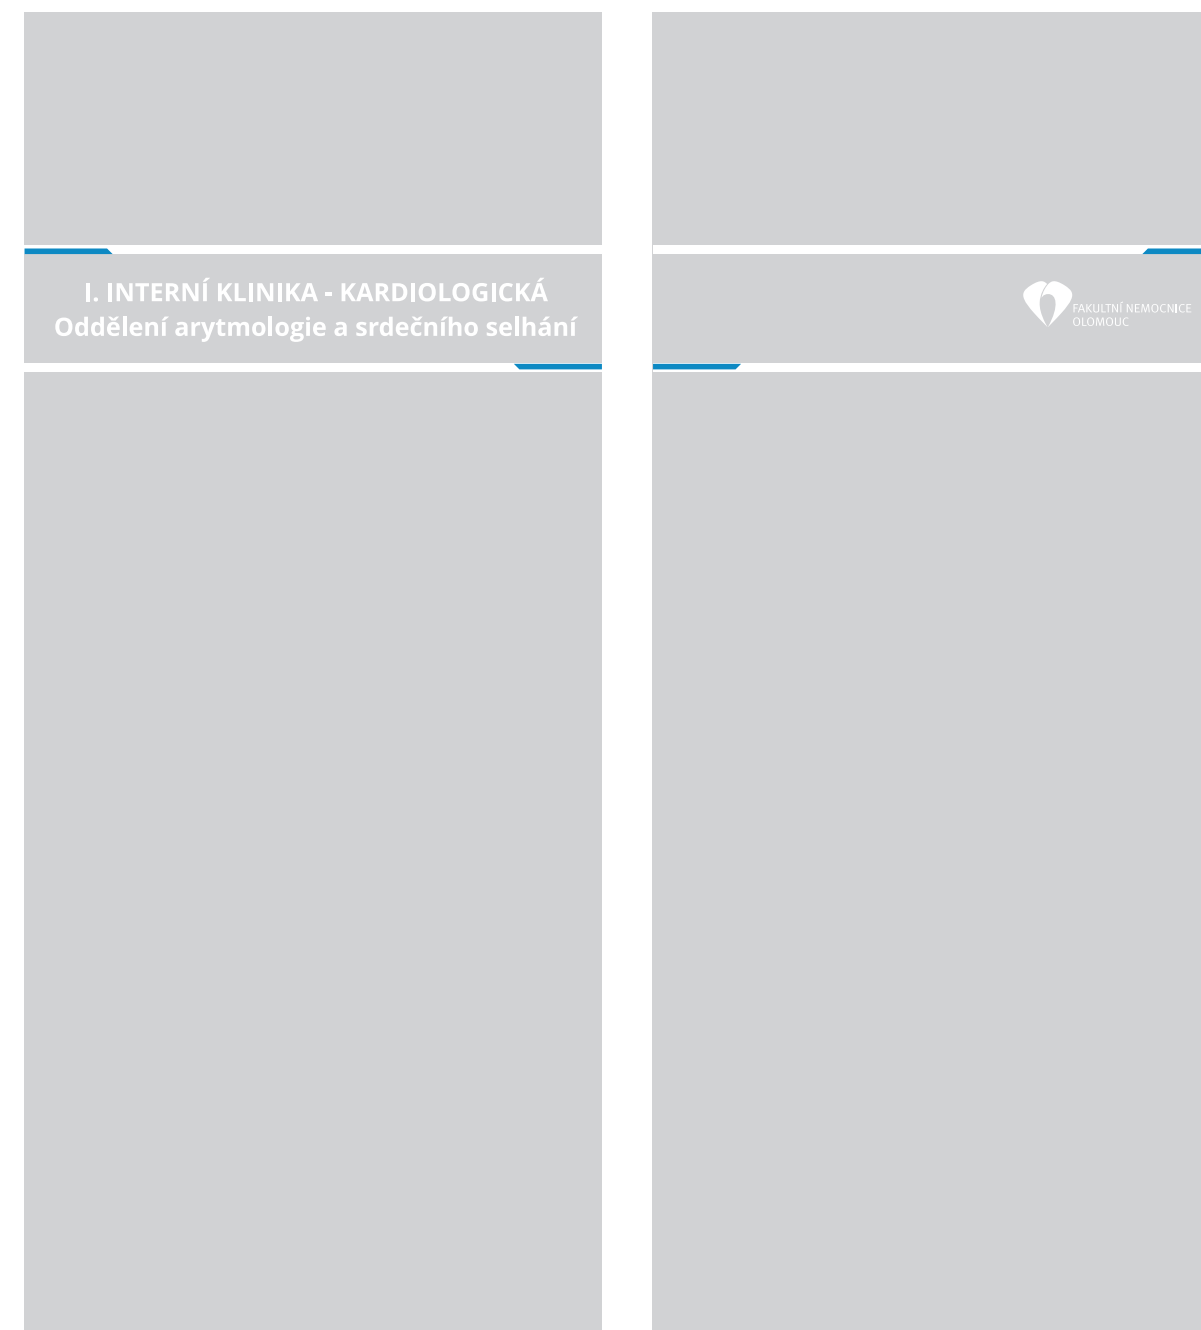 I. INTERNÍ KLINIKA - KARDIOLOGICKÁ
Oddělení arytmologie a srdečního selhání
FAKULTNÍ NEMOCNICE
OLOMOUC